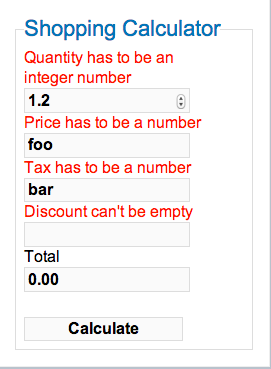 Shopping Calculator
Quantity has to be an
integer number
1.2
Price has to be a number
foo
Tax has to be a number
bar
Discount can't be empty
Total
0.00
Calculate